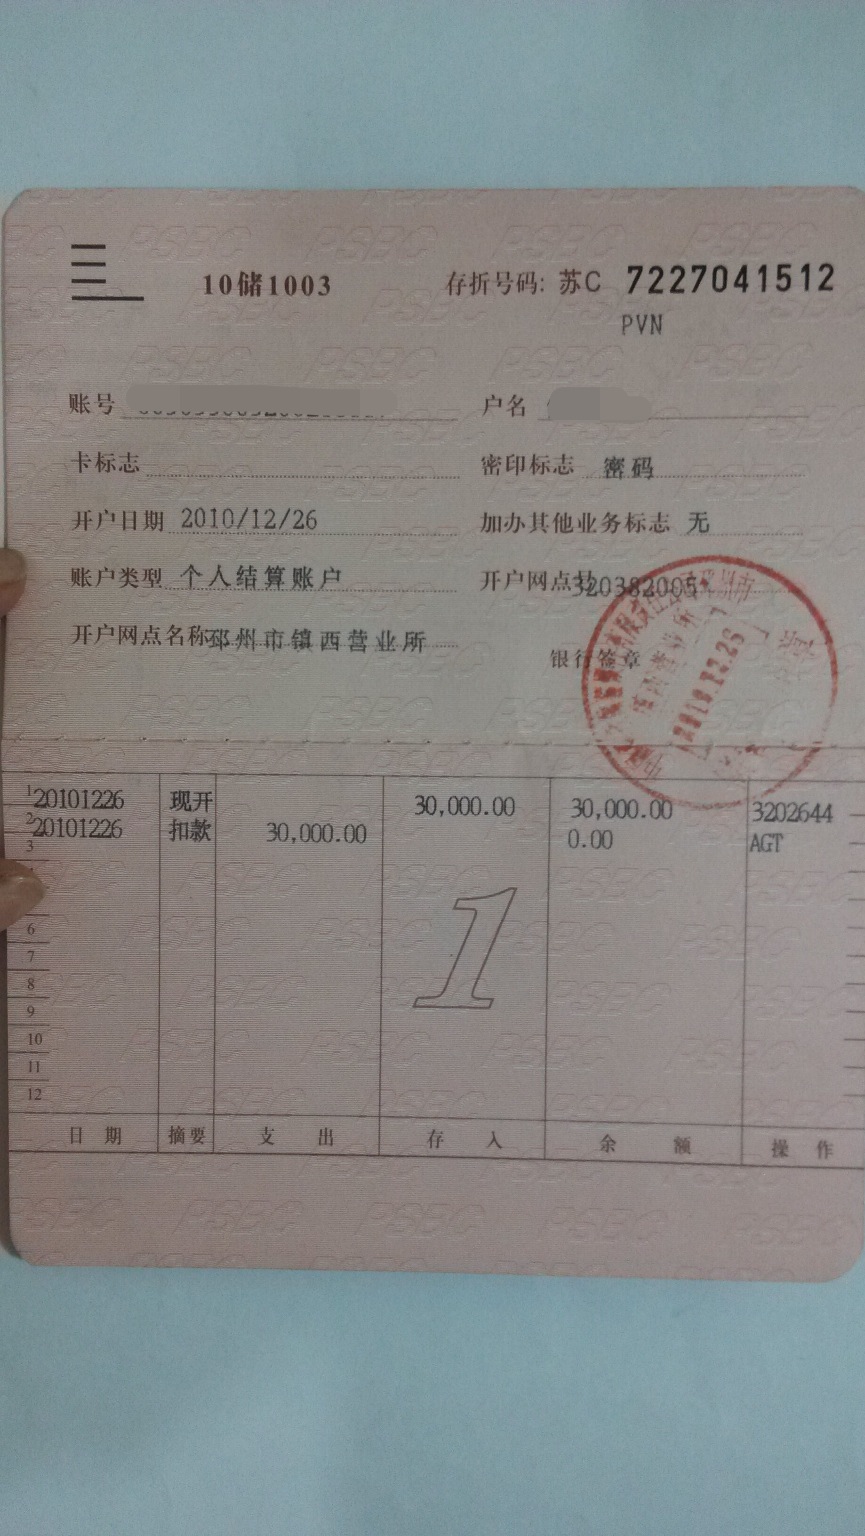 10储1003 存折号码: 苏C 7227041512
PVN
账号 户名
卡标志 密印标志 密码
开户日期 2010/12/26 加办其他业务标志 无
账户类型 个人结算账户 开户网点号 320382005
开户网点名称 邳州市镇西营业所
银行签章
2010.12.26
1 20101226 现开 30,000.00 30,000.00 3202644
2 20101226 扣款 30,000.00 0.00 AGT
3
6
7
8
9
10
11
12
1
日期 摘要 支出 存入 余额 操作
PSBC